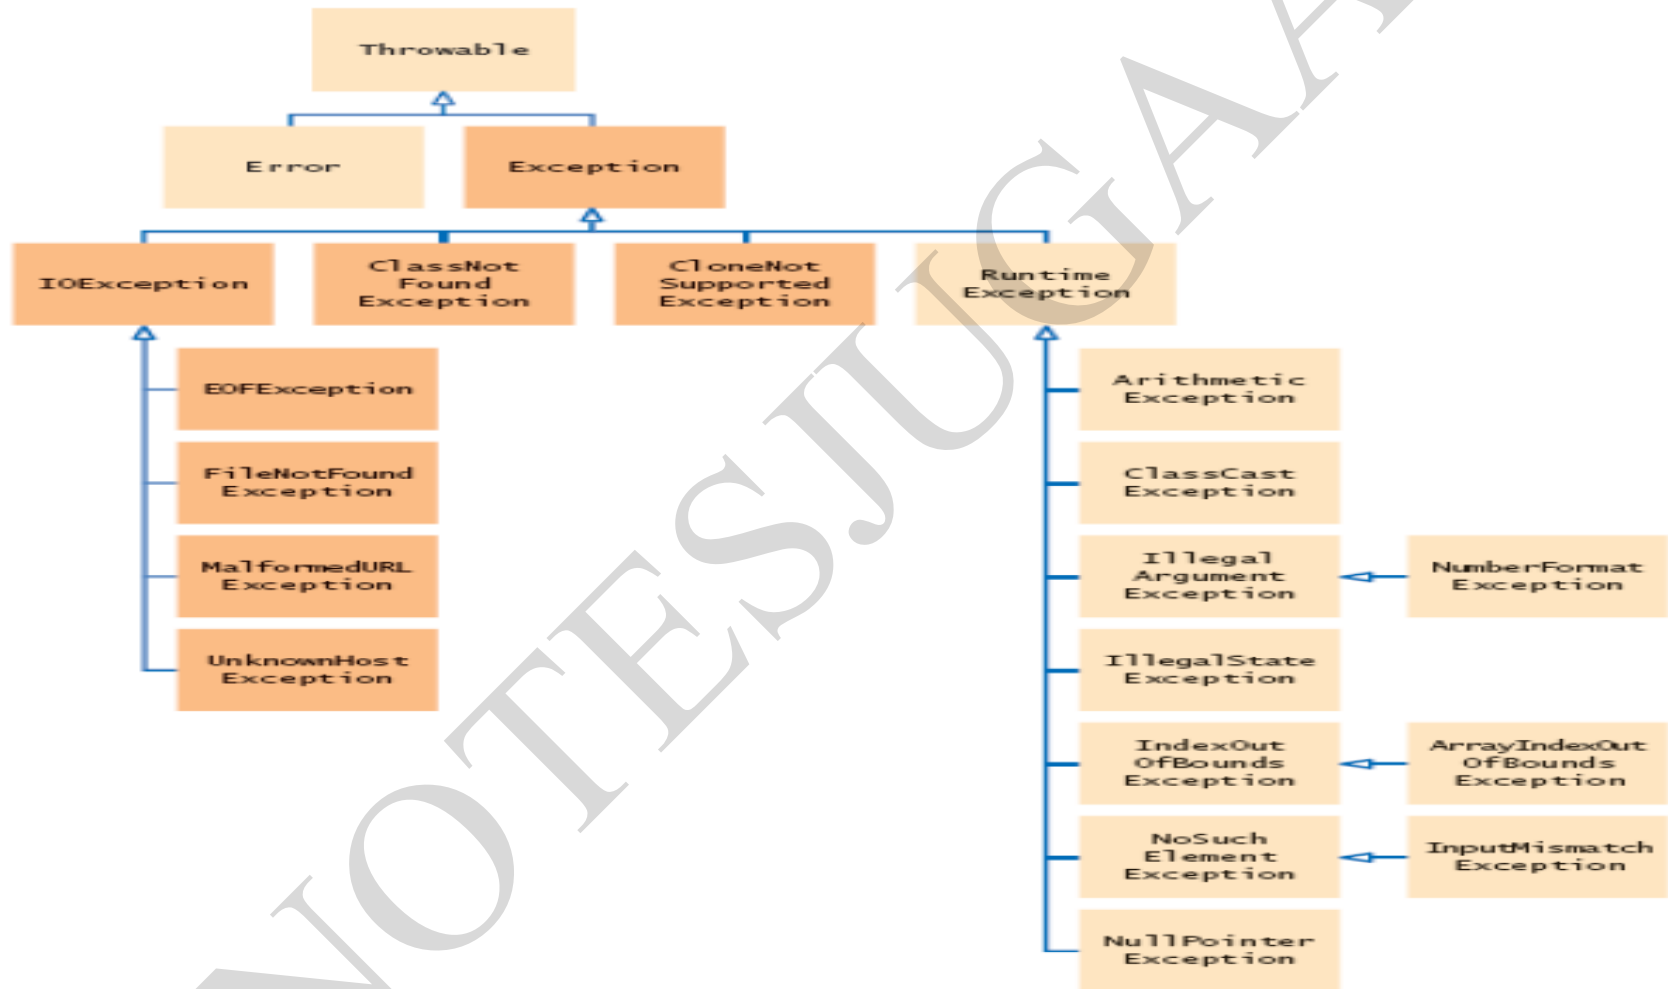 Throwable
Error
Exception
IOException
ClassNot
Found
Exception
CloneNot
Supported
Exception
Runtime
Exception
EOFException
FileNotFound
Exception
MalformedURL
Exception
UnknownHost
Exception
Arithmetic
Exception
ClassCast
Exception
Illegal
Argument
Exception
NumberFormat
Exception
IllegalState
Exception
IndexOut
OfBounds
Exception
ArrayIndexOut
OfBounds
Exception
NoSuch
Element
Exception
InputMismatch
Exception
NullPointer
Exception
NOTESJUGAA